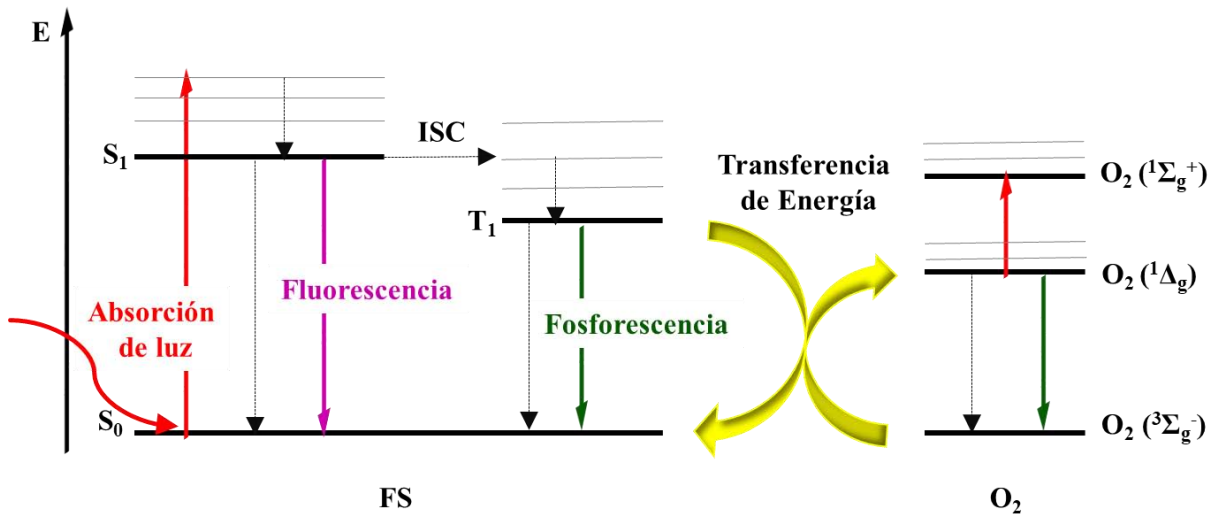 E
S₁
ISC
T₁
Transferencia
de Energía
O₂ (¹Σg⁺)
O₂ (¹Δg)
Fluorescencia
Absorción
de luz
Fosforescencia
S₀
O₂ (³Σg⁻)
FS
O₂